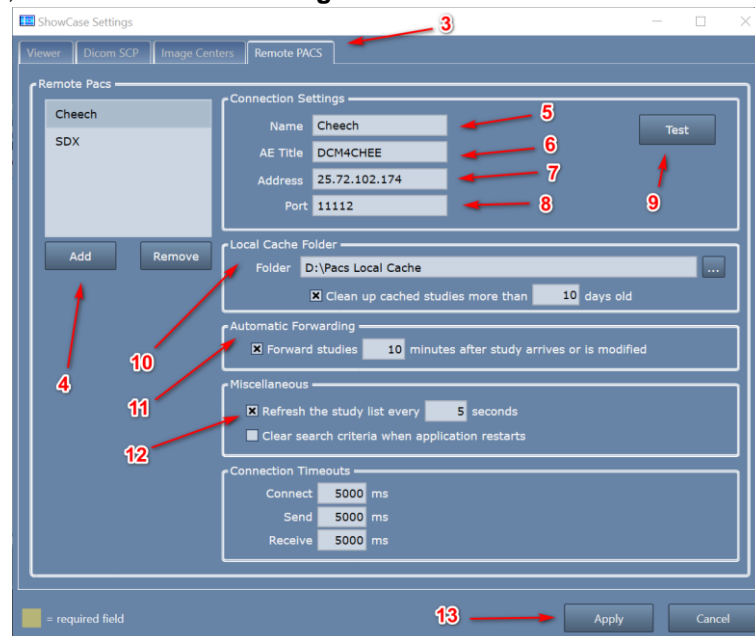 ShowCase Settings
3
Viewer Dicom SCP Image Centers Remote PACS
Remote Pacs
Cheech
SDX
Add Remove
4
Connection Settings
Name Cheech 5
AE Title DCM4CHEE 6
Address 25.72.102.174 7
Port 11112 8
Test
9
Local Cache Folder
Folder D:\Pacs Local Cache ...
Clean up cached studies more than 10 days old
10
Automatic Forwarding
Forward studies 10 minutes after study arrives or is modified
11
Miscellaneous
Refresh the study list every 5 seconds
Clear search criteria when application restarts
12
Connection Timeouts
Connect 5000 ms
Send 5000 ms
Receive 5000 ms
= required field
13
Apply Cancel